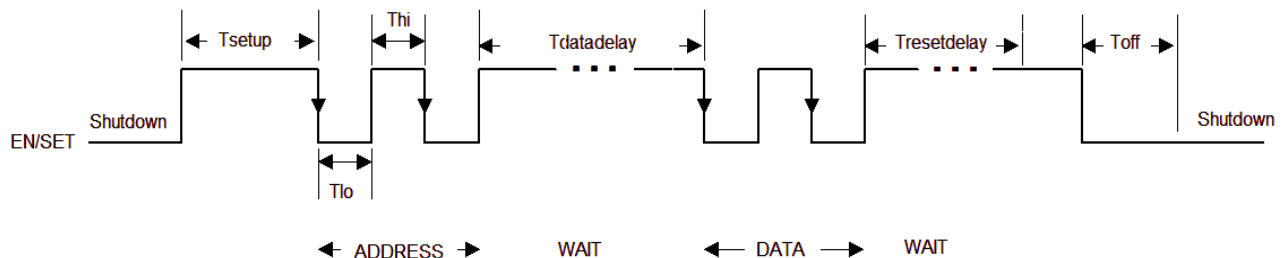 Thi
Tsetup
Tdatadelay
Tresetdelay
Toff
Shutdown
Shutdown
EN/SET
Tlo
ADDRESS
WAIT
DATA
WAIT